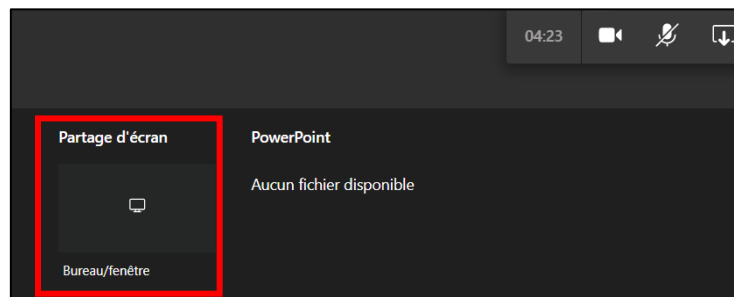 04:23
Partage d'écran
PowerPoint
Aucun fichier disponible
Bureau/fenêtre